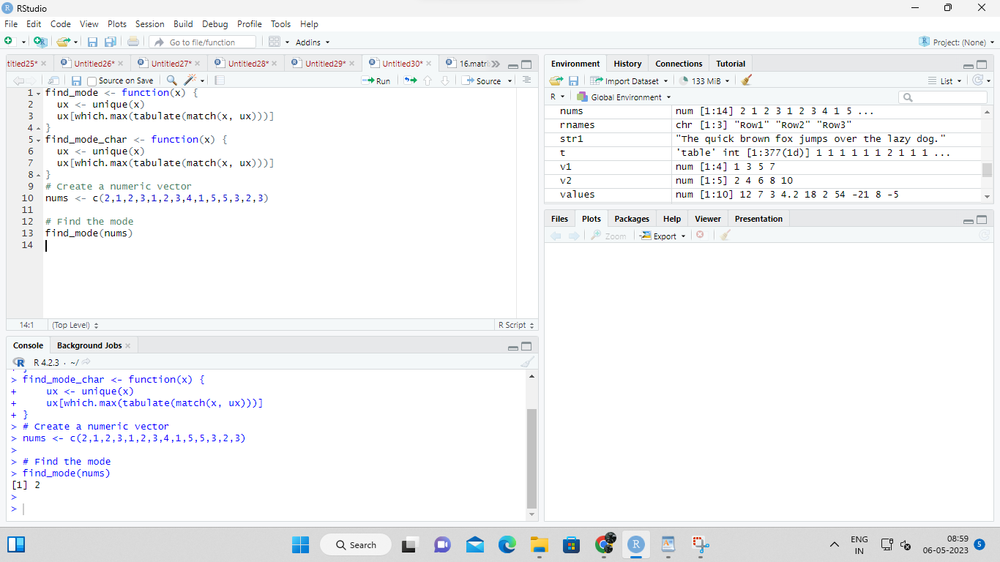 RStudio
File Edit Code View Plots Session Build Debug Profile Tools Help
Go to file/function Addins Project: (None)
titled25* Untitled26* Untitled27* Untitled28* Untitled29* Untitled30* 16.matri
Source on Save Run Source
1 find_mode <- function(x) {
2 ux <- unique(x)
3 ux[which.max(tabulate(match(x, ux)))]
4 }
5 find_mode_char <- function(x) {
6 ux <- unique(x)
7 ux[which.max(tabulate(match(x, ux)))]
8 }
9 # Create a numeric vector
10 nums <- c(2,1,2,3,1,2,3,4,1,5,5,3,2,3)
11
12 # Find the mode
13 find_mode(nums)
14
14:1 (Top Level) R Script
Console Background Jobs
R 4.2.3 · ~/
> find_mode_char <- function(x) {
+ ux <- unique(x)
+ ux[which.max(tabulate(match(x, ux)))]
+ }
> # Create a numeric vector
> nums <- c(2,1,2,3,1,2,3,4,1,5,5,3,2,3)
>
> # Find the mode
> find_mode(nums)
[1] 2
>
>
Environment History Connections Tutorial
Import Dataset 133 MiB List
R Global Environment
nums num [1:14] 2 1 2 3 1 2 3 4 1 5 ...
rnames chr [1:3] "Row1" "Row2" "Row3"
str1 "The quick brown fox jumps over the lazy dog."
t 'table' int [1:377(1d)] 1 1 1 1 1 1 2 1 1 1 ...
v1 num [1:4] 1 3 5 7
v2 num [1:5] 2 4 6 8 10
values num [1:10] 12 7 3 4.2 18 2 54 -21 8 -5
Files Plots Packages Help Viewer Presentation
Zoom Export
Search
ENG
IN
08:59
06-05-2023
5